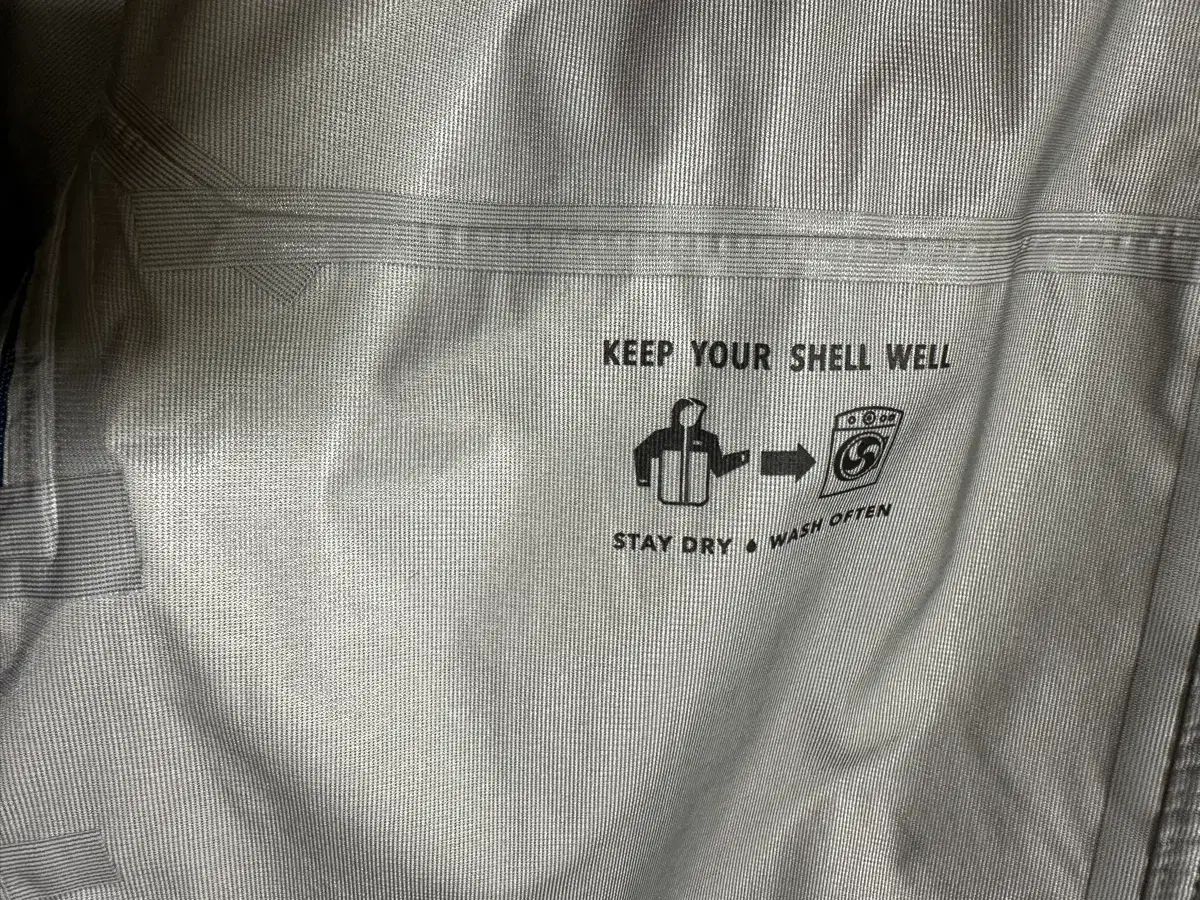 KEEP YOUR SHELL WELL
STAY DRY • WASH OFTEN